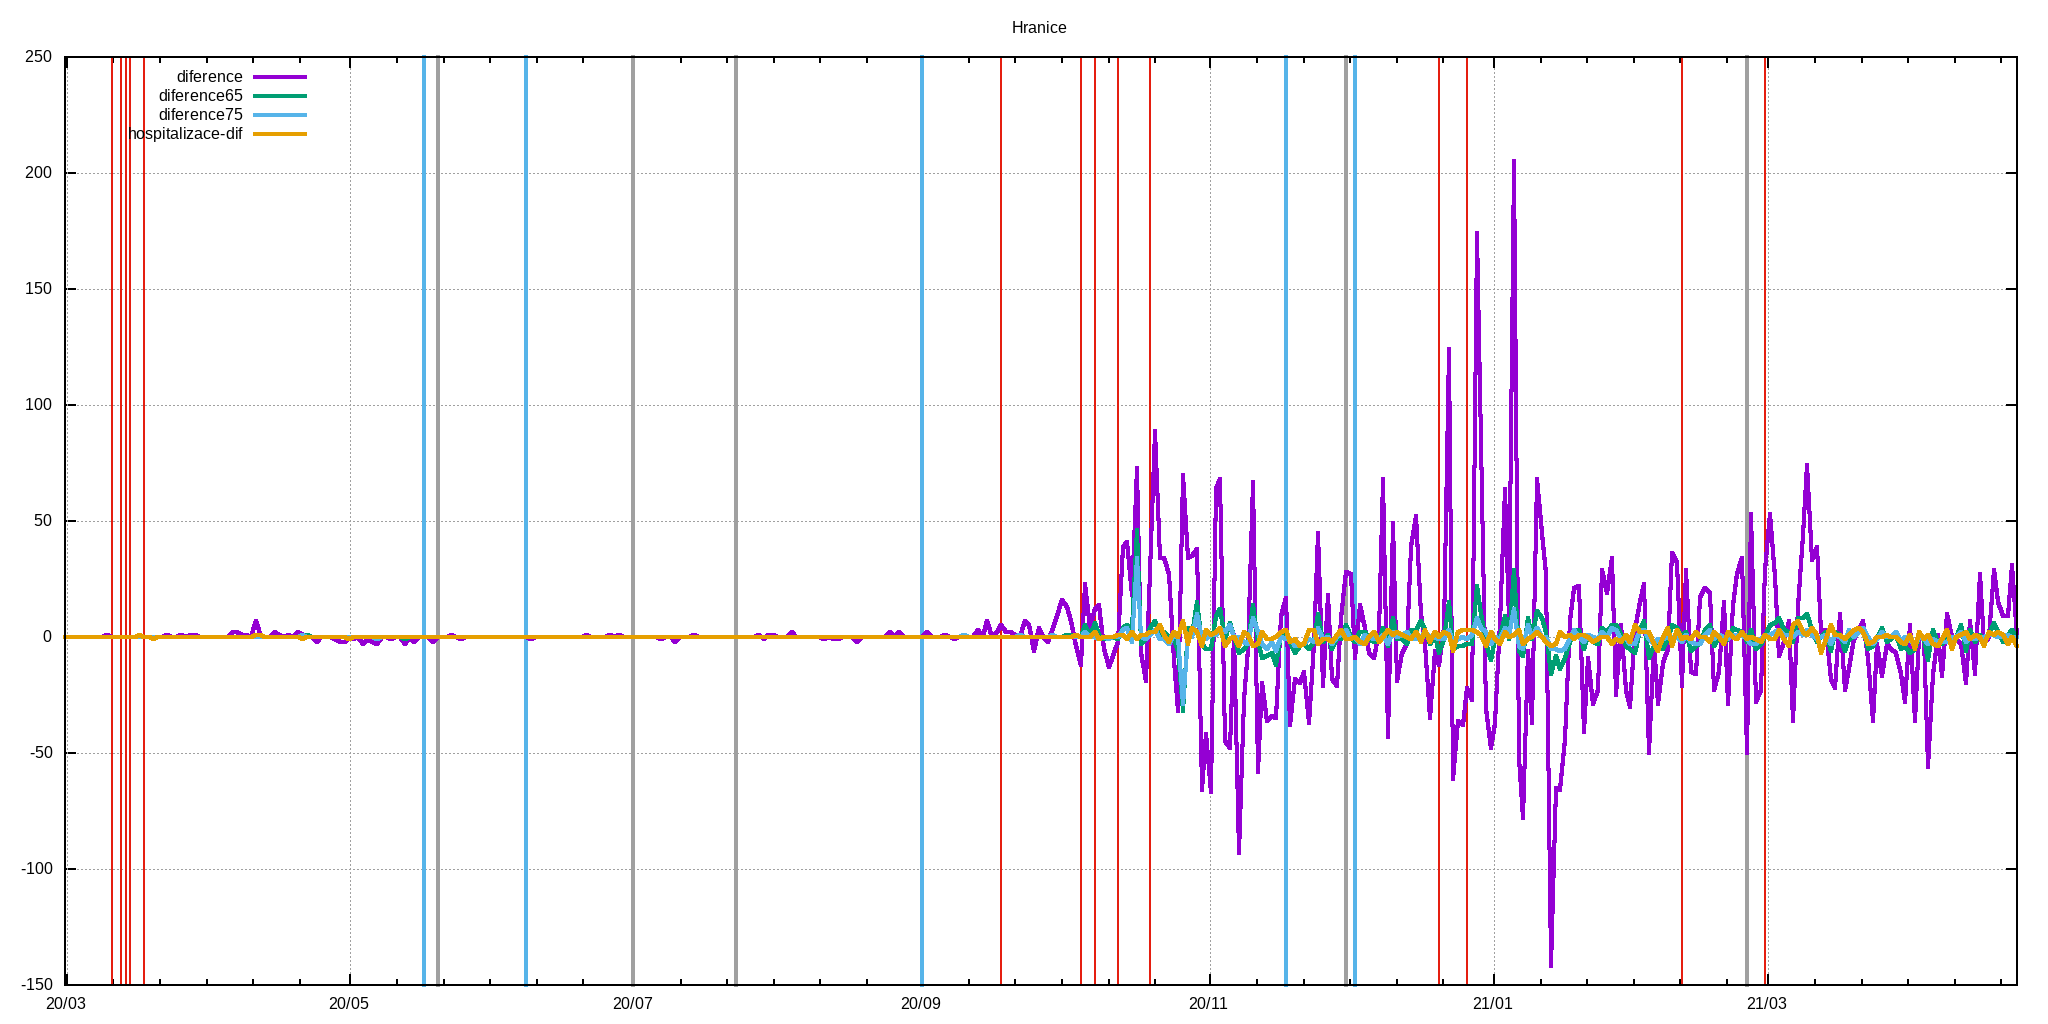 Hranice
250
200
150
100
50
0
-50
-100
-150
diference
diference65
diference75
hospitalizace-dif
20/03 20/05 20/07 20/09 20/11 21/01 21/03